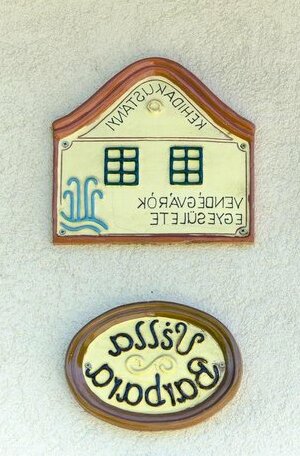 KEHIDAKUSTÁNYI
VENDÉGVÁRÓK
EGYESÜLETE
Villa
Barbara